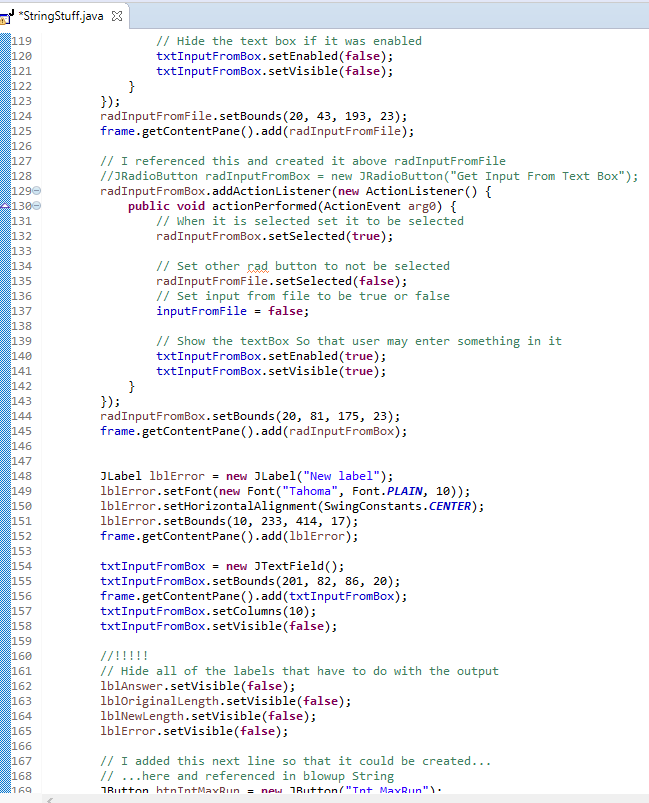 *StringStuff.java
119 // Hide the text box if it was enabled
120 txtInputFromBox.setEnabled(false);
121 txtInputFromBox.setVisible(false);
122 }
123 });
124 radInputFromFile.setBounds(20, 43, 193, 23);
125 frame.getContentPane().add(radInputFromFile);
126
127 // I referenced this and created it above radInputFromFile
128 //JRadioButton radInputFromBox = new JRadioButton("Get Input From Text Box");
129 radInputFromBox.addActionListener(new ActionListener() {
130 public void actionPerformed(ActionEvent arg0) {
131 // When it is selected set it to be selected
132 radInputFromBox.setSelected(true);
133
134 // Set other rad button to not be selected
135 radInputFromFile.setSelected(false);
136 // Set input from file to be true or false
137 inputFromFile = false;
138
139 // Show the textBox So that user may enter something in it
140 txtInputFromBox.setEnabled(true);
141 txtInputFromBox.setVisible(true);
142 }
143 });
144 radInputFromBox.setBounds(20, 81, 175, 23);
145 frame.getContentPane().add(radInputFromBox);
146
147
148 JLabel lblError = new JLabel("New label");
149 lblError.setFont(new Font("Tahoma", Font.PLAIN, 10));
150 lblError.setHorizontalAlignment(SwingConstants.CENTER);
151 lblError.setBounds(10, 233, 414, 17);
152 frame.getContentPane().add(lblError);
153
154 txtInputFromBox = new JTextField();
155 txtInputFromBox.setBounds(201, 82, 86, 20);
156 frame.getContentPane().add(txtInputFromBox);
157 txtInputFromBox.setColumns(10);
158 txtInputFromBox.setVisible(false);
159
160 //!!!!!
161 // Hide all of the labels that have to do with the output
162 lblAnswer.setVisible(false);
163 lblOriginalLength.setVisible(false);
164 lblNewLength.setVisible(false);
165 lblError.setVisible(false);
166
167 // I added this next line so that it could be created...
168 // ...here and referenced in blowup String
169 JButton btnIntMaxRun = new JButton("Int MaxRun");